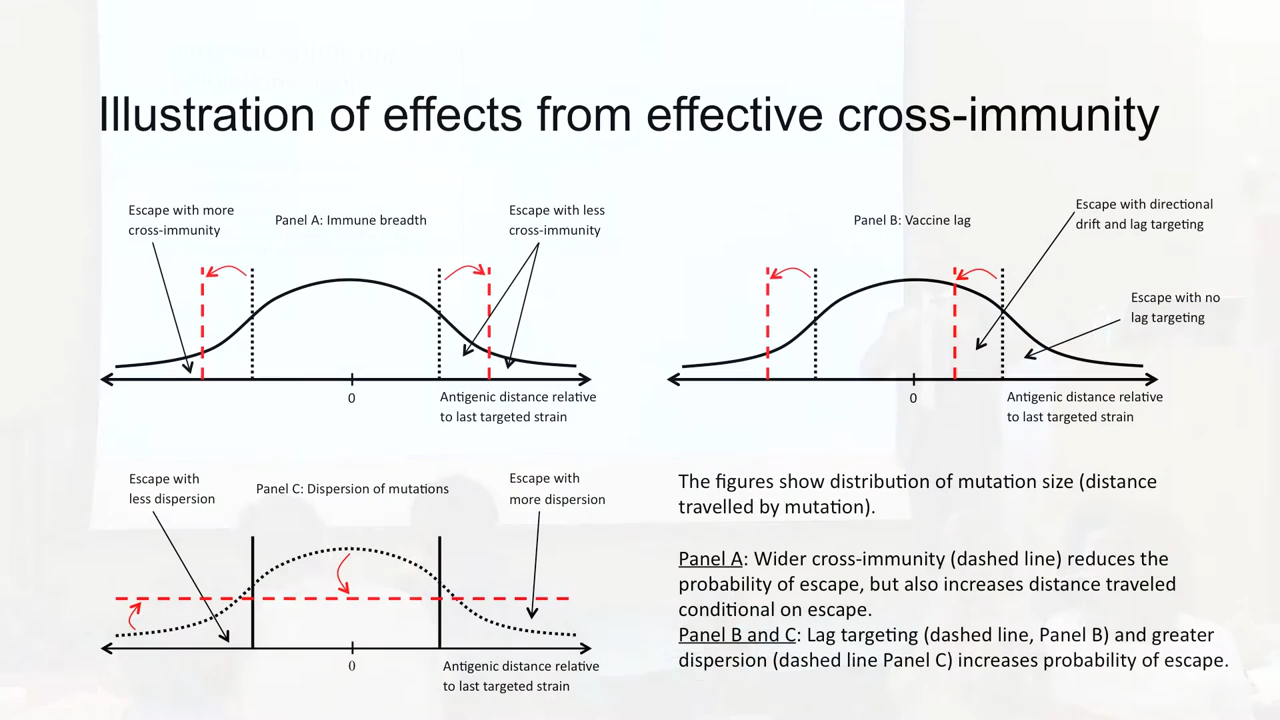 Illustration of effects from effective cross-immunity
Escape with more
cross-immunity
Panel A: Immune breadth
Escape with less
cross-immunity
0
Antigenic distance relative
to last targeted strain
Panel B: Vaccine lag
Escape with directional
drift and lag targeting
Escape with no
lag targeting
0
Antigenic distance relative
to last targeted strain
Escape with
less dispersion
Panel C: Dispersion of mutations
Escape with
more dispersion
0
Antigenic distance relative
to last targeted strain
The figures show distribution of mutation size (distance
travelled by mutation).
Panel A: Wider cross-immunity (dashed line) reduces the
probability of escape, but also increases distance traveled
conditional on escape.
Panel B and C: Lag targeting (dashed line, Panel B) and greater
dispersion (dashed line Panel C) increases probability of escape.